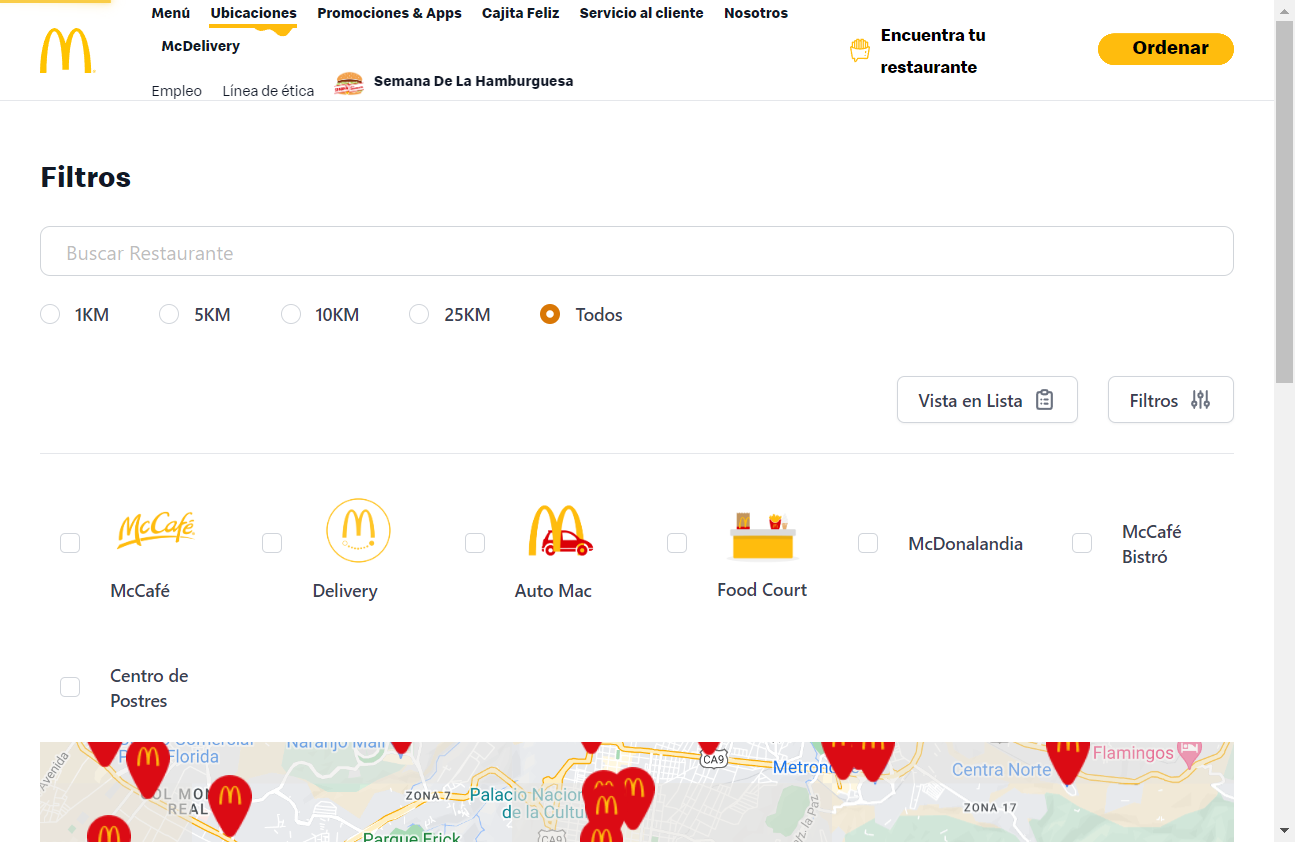 Menú Ubicaciones Promociones & Apps Cajita Feliz Servicio al cliente Nosotros
McDelivery
Encuentra tu
restaurante
Ordenar
Empleo Línea de ética Semana De La Hamburguesa
Filtros
Buscar Restaurante
1KM 5KM 10KM 25KM Todos
Vista en Lista Filtros
McCafé
McCafé Delivery Auto Mac Food Court McDonalandia McCafé
Bistró
Centro de
Postres
Avenida
Florida
Naranjo Mall
CA9
Flamingos
Centra Norte
ZONA 7
ZONA 17
REAL
Palacio Nacion
de la Cultu
Parque Erick
CA9